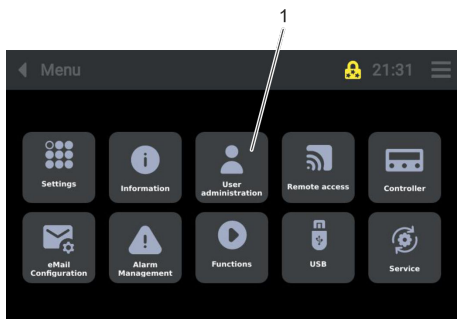 1
Menu 21:31
Settings Information User administration Remote access Controller
eMail Configuration Alarm Management Functions USB Service